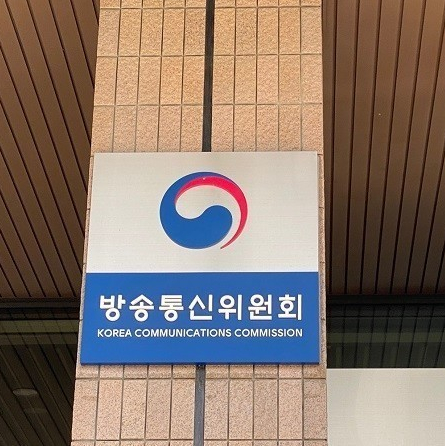 방송통신위원회
KOREA COMMUNICATIONS COMMISSION